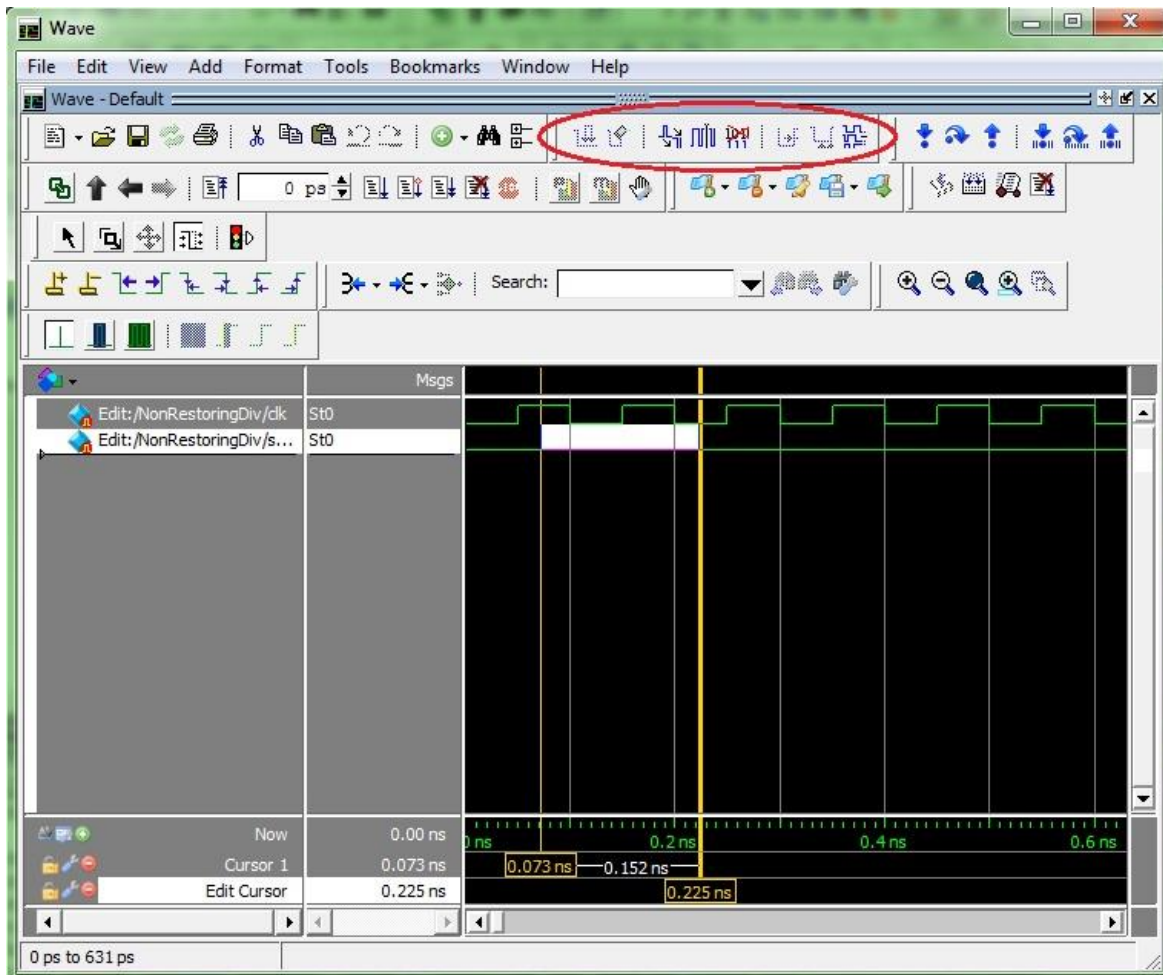 Wave
File Edit View Add Format Tools Bookmarks Window Help
Wave - Default
0 ps
Search:
Msgs
Edit:/NonRestoringDiv/clk St0
Edit:/NonRestoringDiv/s... St0
Now 0.00 ns
0.2 ns 0.4 ns 0.6 ns
Cursor 1 0.073 ns
0.073 ns 0.152 ns
Edit Cursor 0.225 ns
0.225 ns
0 ps to 631 ps